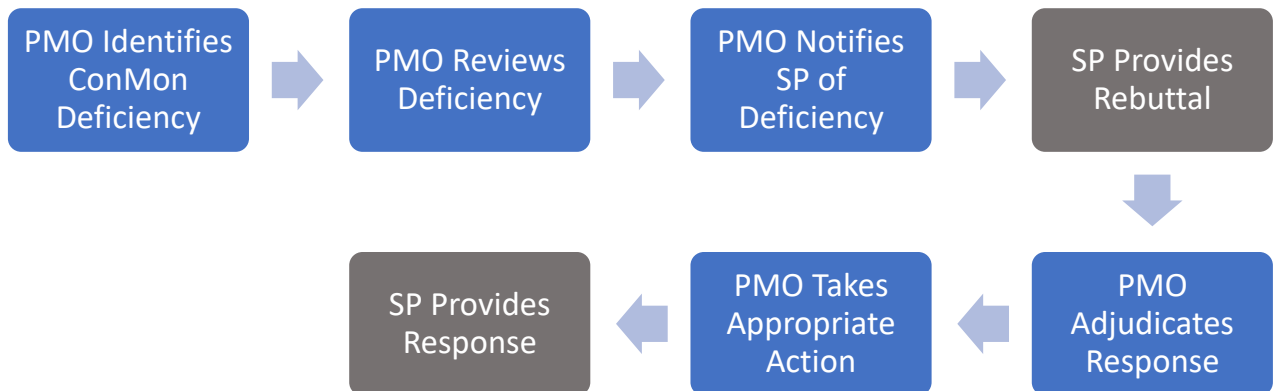 PMO Identifies
ConMon
Deficiency
PMO Reviews
Deficiency
PMO Notifies
SP of
Deficiency
SP Provides
Rebuttal
PMO
Adjudicates
Response
PMO Takes
Appropriate
Action
SP Provides
Response